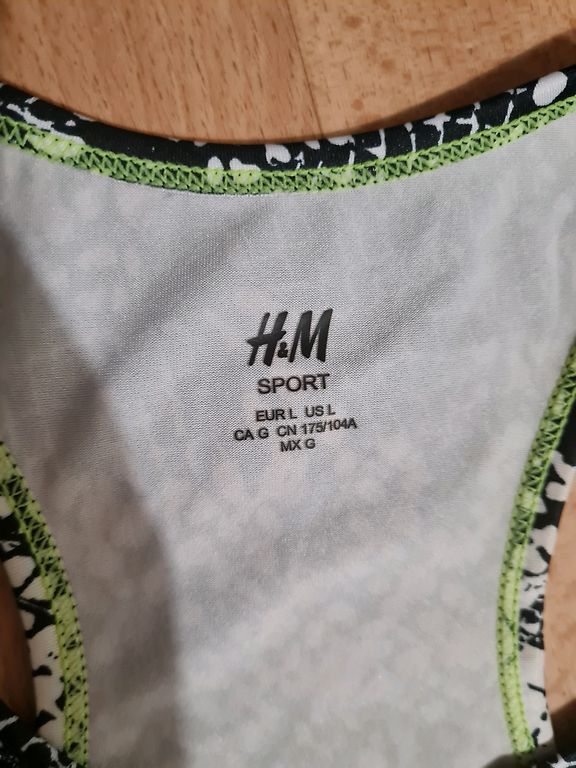 H&M
SPORT
EUR L US L
CA G CN 175/104A
MX G